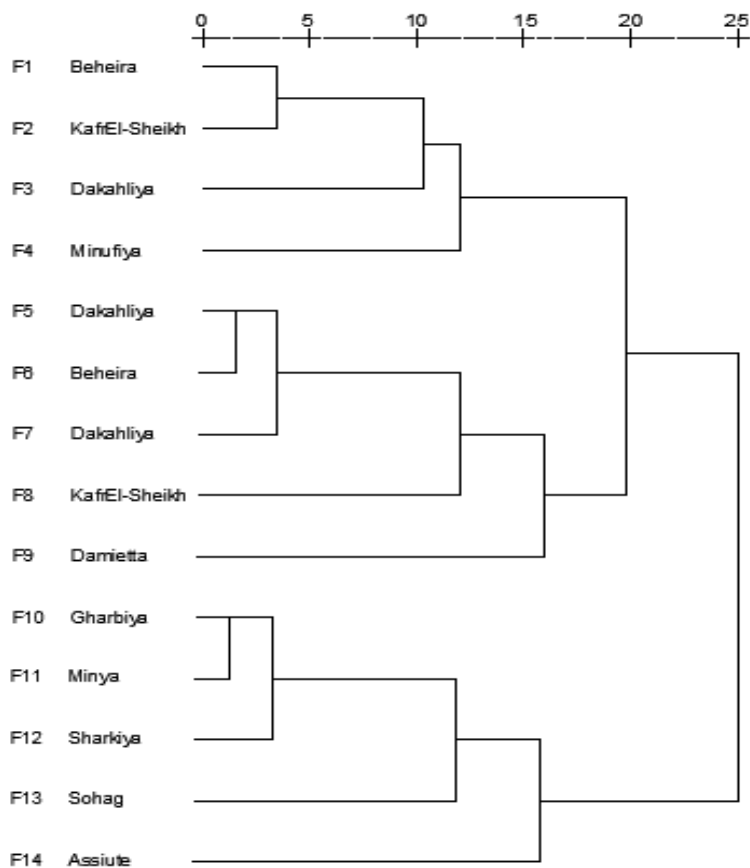 0 5 10 15 20 25
F1 Beheira
F2 KafrEl-Sheikh
F3 Dakahliya
F4 Minufiya
F5 Dakahliya
F6 Beheira
F7 Dakahliya
F8 KafrEl-Sheikh
F9 Damietta
F10 Gharbiya
F11 Minya
F12 Sharkiya
F13 Sohag
F14 Assiute